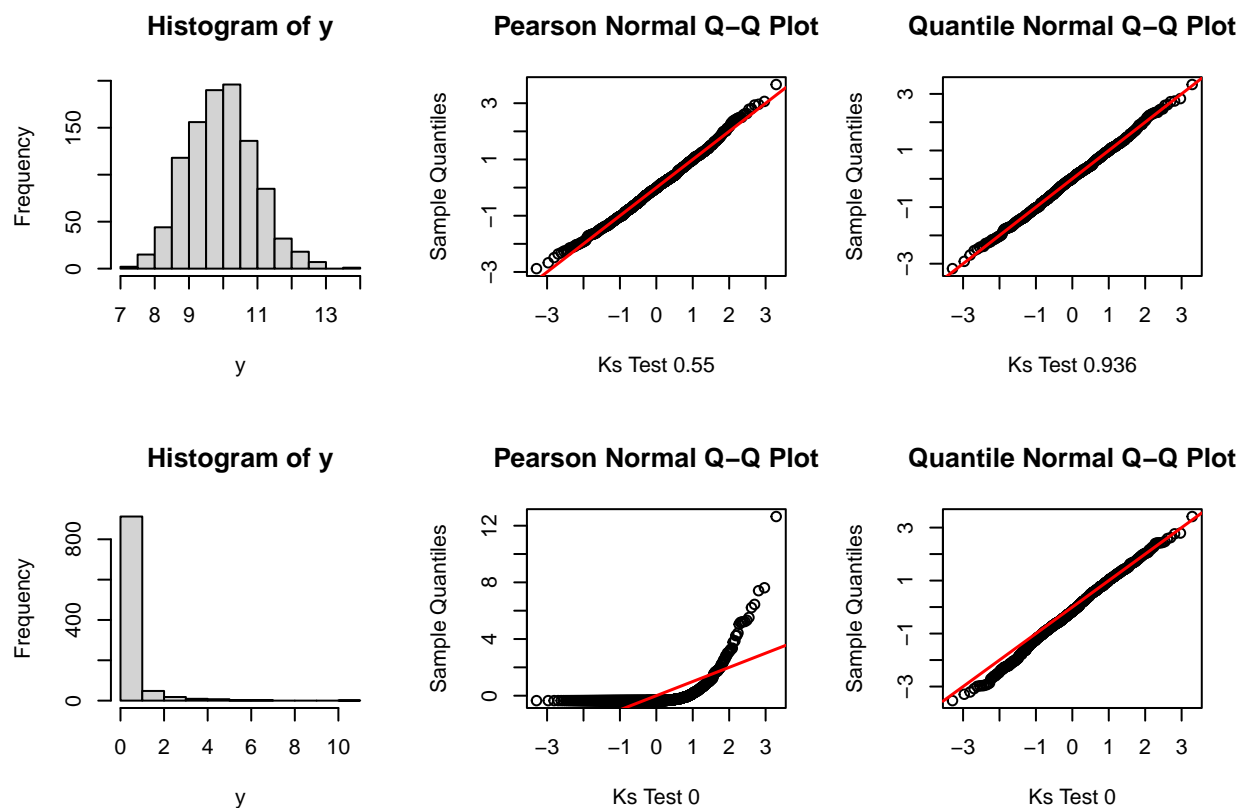 Histogram of y
Frequency
0
50
150
7 8 9 11 13
y
Pearson Normal Q−Q Plot
Sample Quantiles
−3
−1
1
3
−3 −1 0 1 2 3
Ks Test 0.55
Quantile Normal Q−Q Plot
Sample Quantiles
−3
−1
1
3
−3 −1 0 1 2 3
Ks Test 0.936
Histogram of y
Frequency
0
400
800
0 2 4 6 8 10
y
Pearson Normal Q−Q Plot
Sample Quantiles
0
4
8
12
−3 −1 0 1 2 3
Ks Test 0
Quantile Normal Q−Q Plot
Sample Quantiles
−3
−1
1
3
−3 −1 0 1 2 3
Ks Test 0